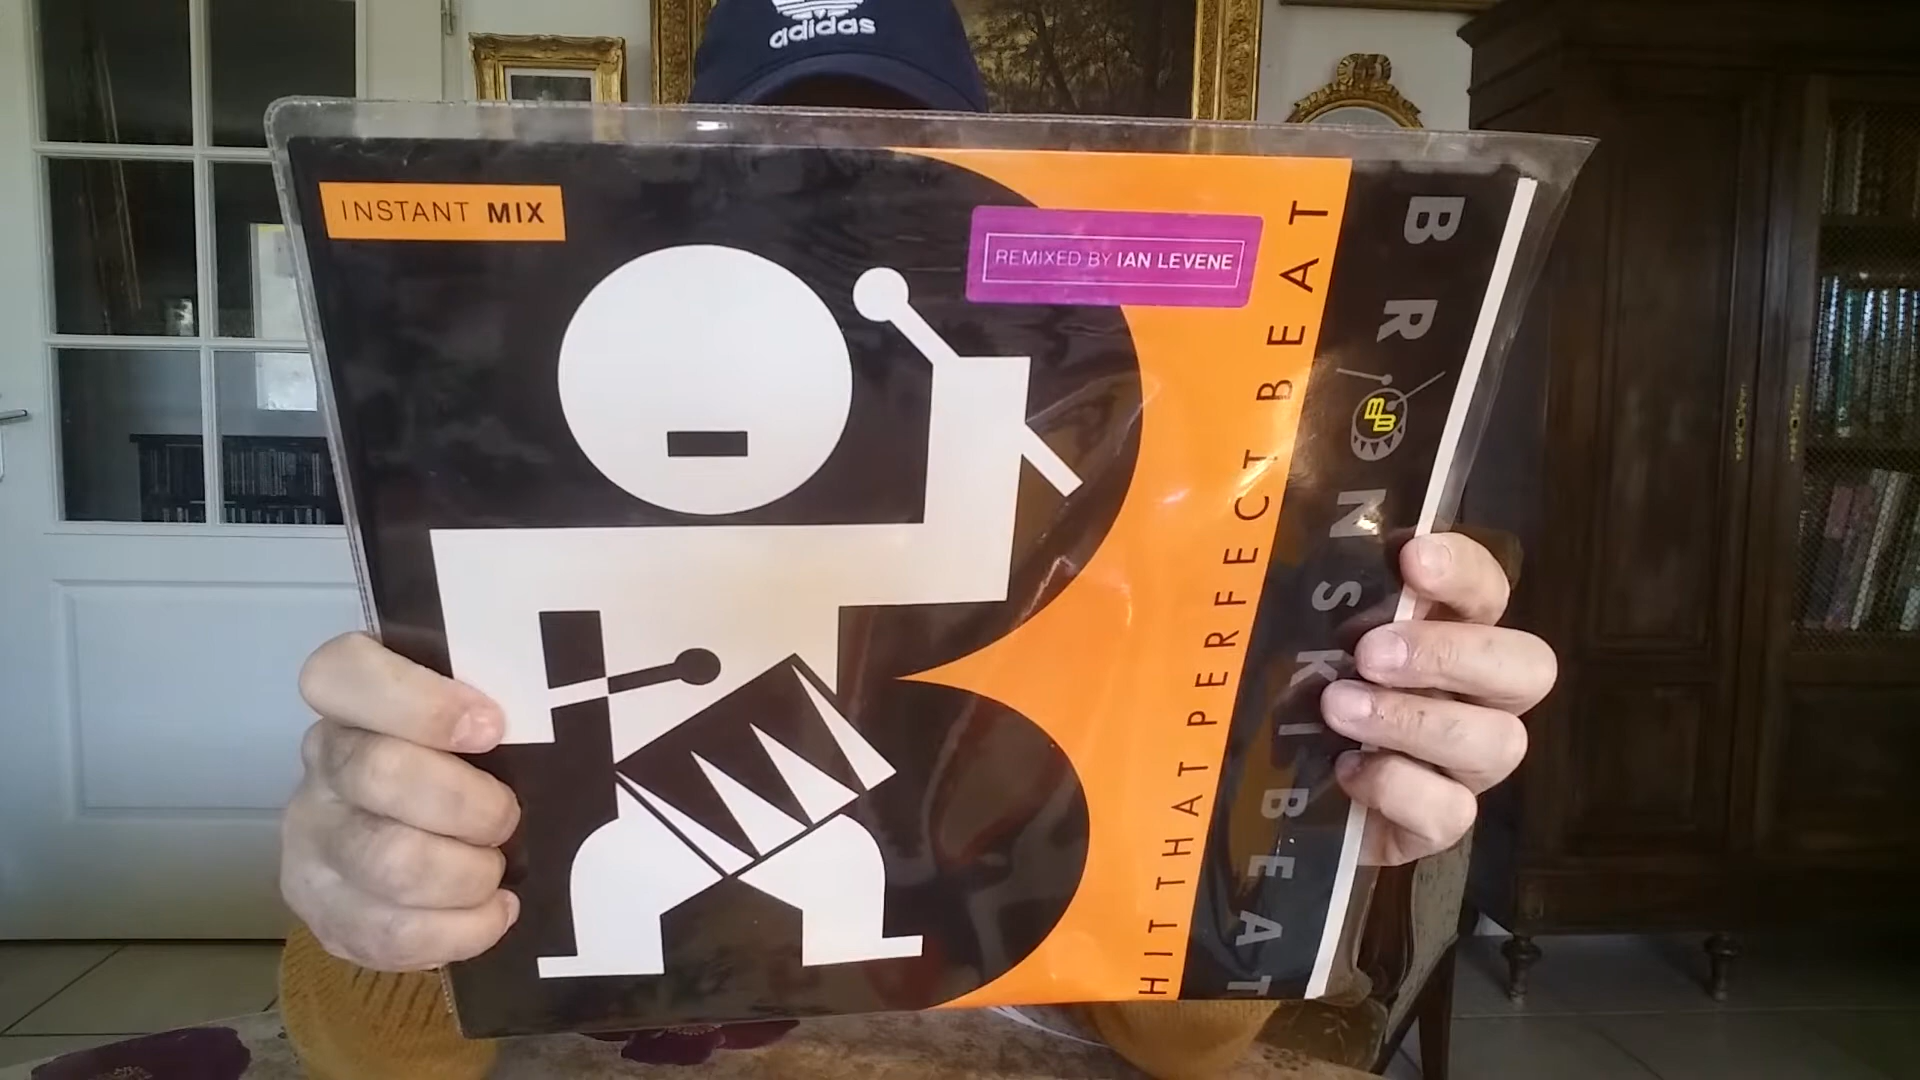 adidas
INSTANT MIX
REMIXED BY IAN LEVENE
HIT THAT PERFECT BEAT
BRONSKI BEAT